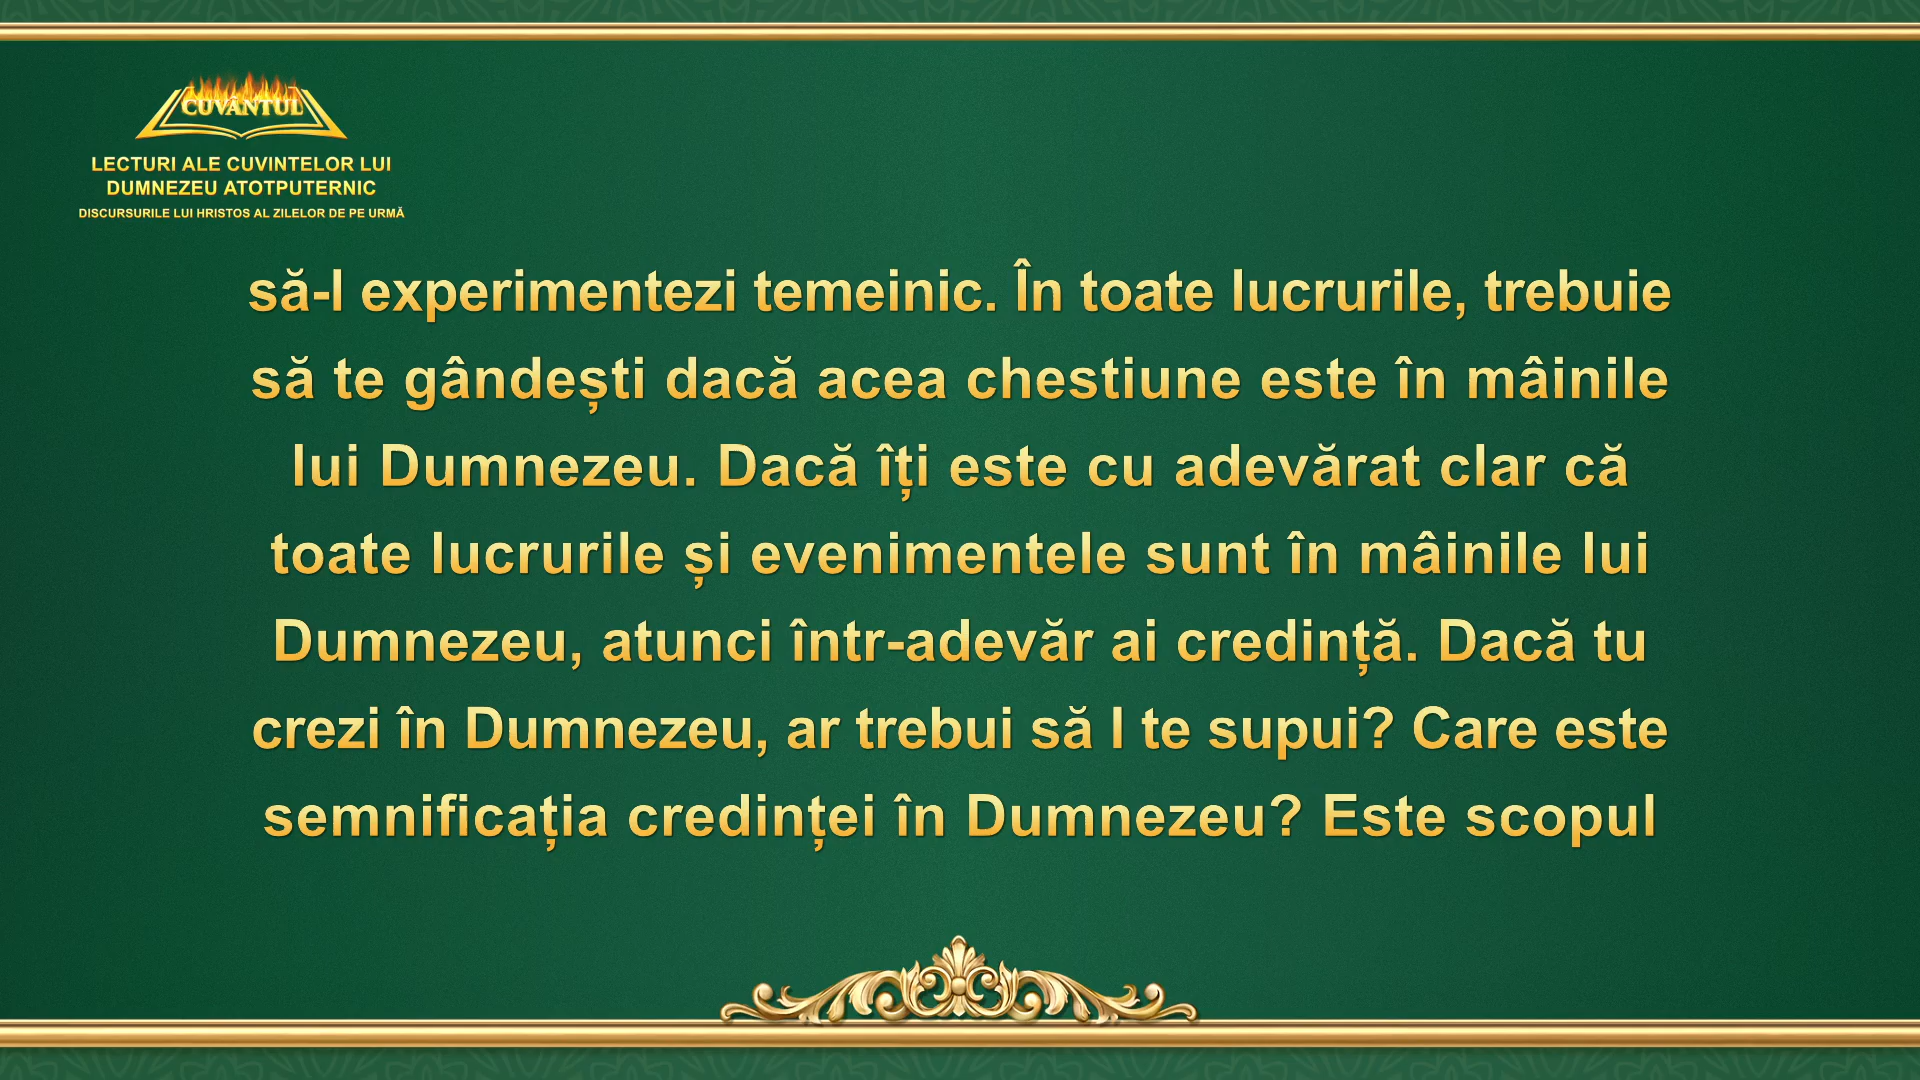 CUVÂNTUL
LECTURI ALE CUVINTELOR LUI
DUMNEZEU ATOTPUTERNIC
DISCURSURILE LUI HRISTOS AL ZILELOR DE PE URMĂ
să-l experimentezi temeinic. În toate lucrurile, trebuie
să te gândești dacă acea chestiune este în mâinile
lui Dumnezeu. Dacă îți este cu adevărat clar că
toate lucrurile și evenimentele sunt în mâinile lui
Dumnezeu, atunci într-adevăr ai credință. Dacă tu
crezi în Dumnezeu, ar trebui să I te supui? Care este
semnificația credinței în Dumnezeu? Este scopul